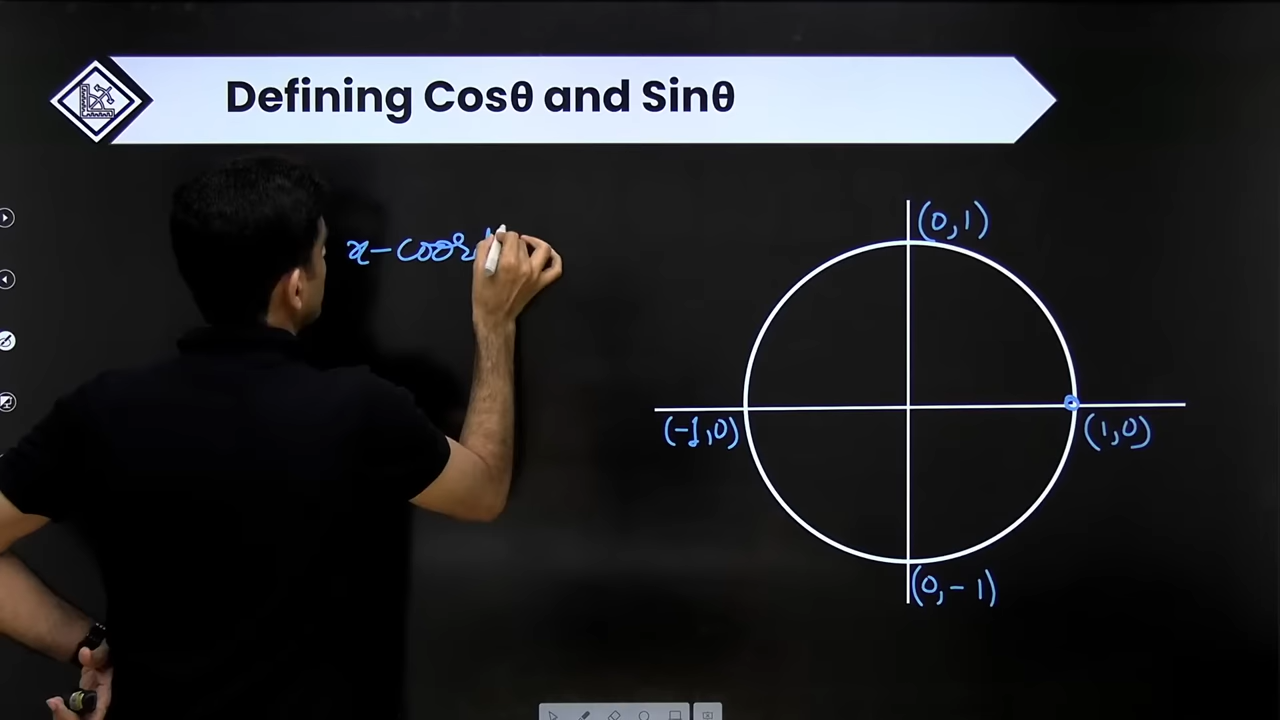 Defining Cosθ and Sinθ
(0,1)
(-1,0)
(1,0)
(0,-1)